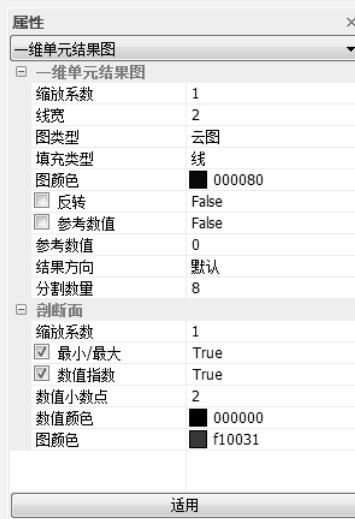 属性
一维单元结果图
一维单元结果图
缩放系数 1
线宽 2
图类型 云图
填充类型 线
图颜色 000080
反转 False
参考数值 False
参考数值 0
结果方向 默认
分割数量 8
剖断面
缩放系数 1
最小/最大 True
数值指数 True
数值小数点 2
数值颜色 000000
图颜色 f10031
适用